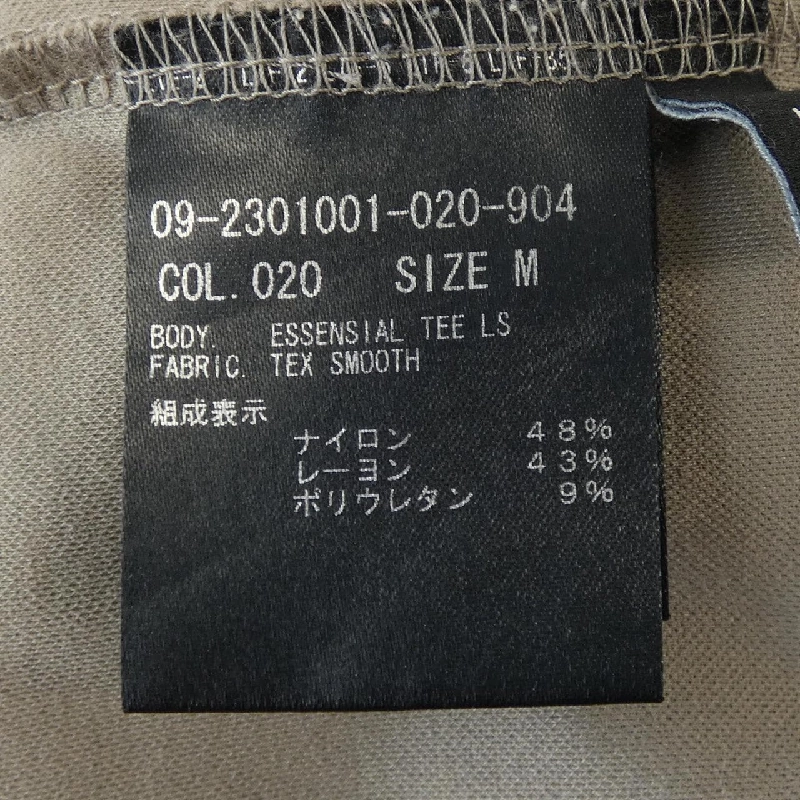 09-2301001-020-904
COL. 020 SIZE M
BODY. ESSENSIAL TEE LS
FABRIC. TEX SMOOTH
組成表示
ナイロン 48%
レーヨン 43%
ポリウレタン 9%